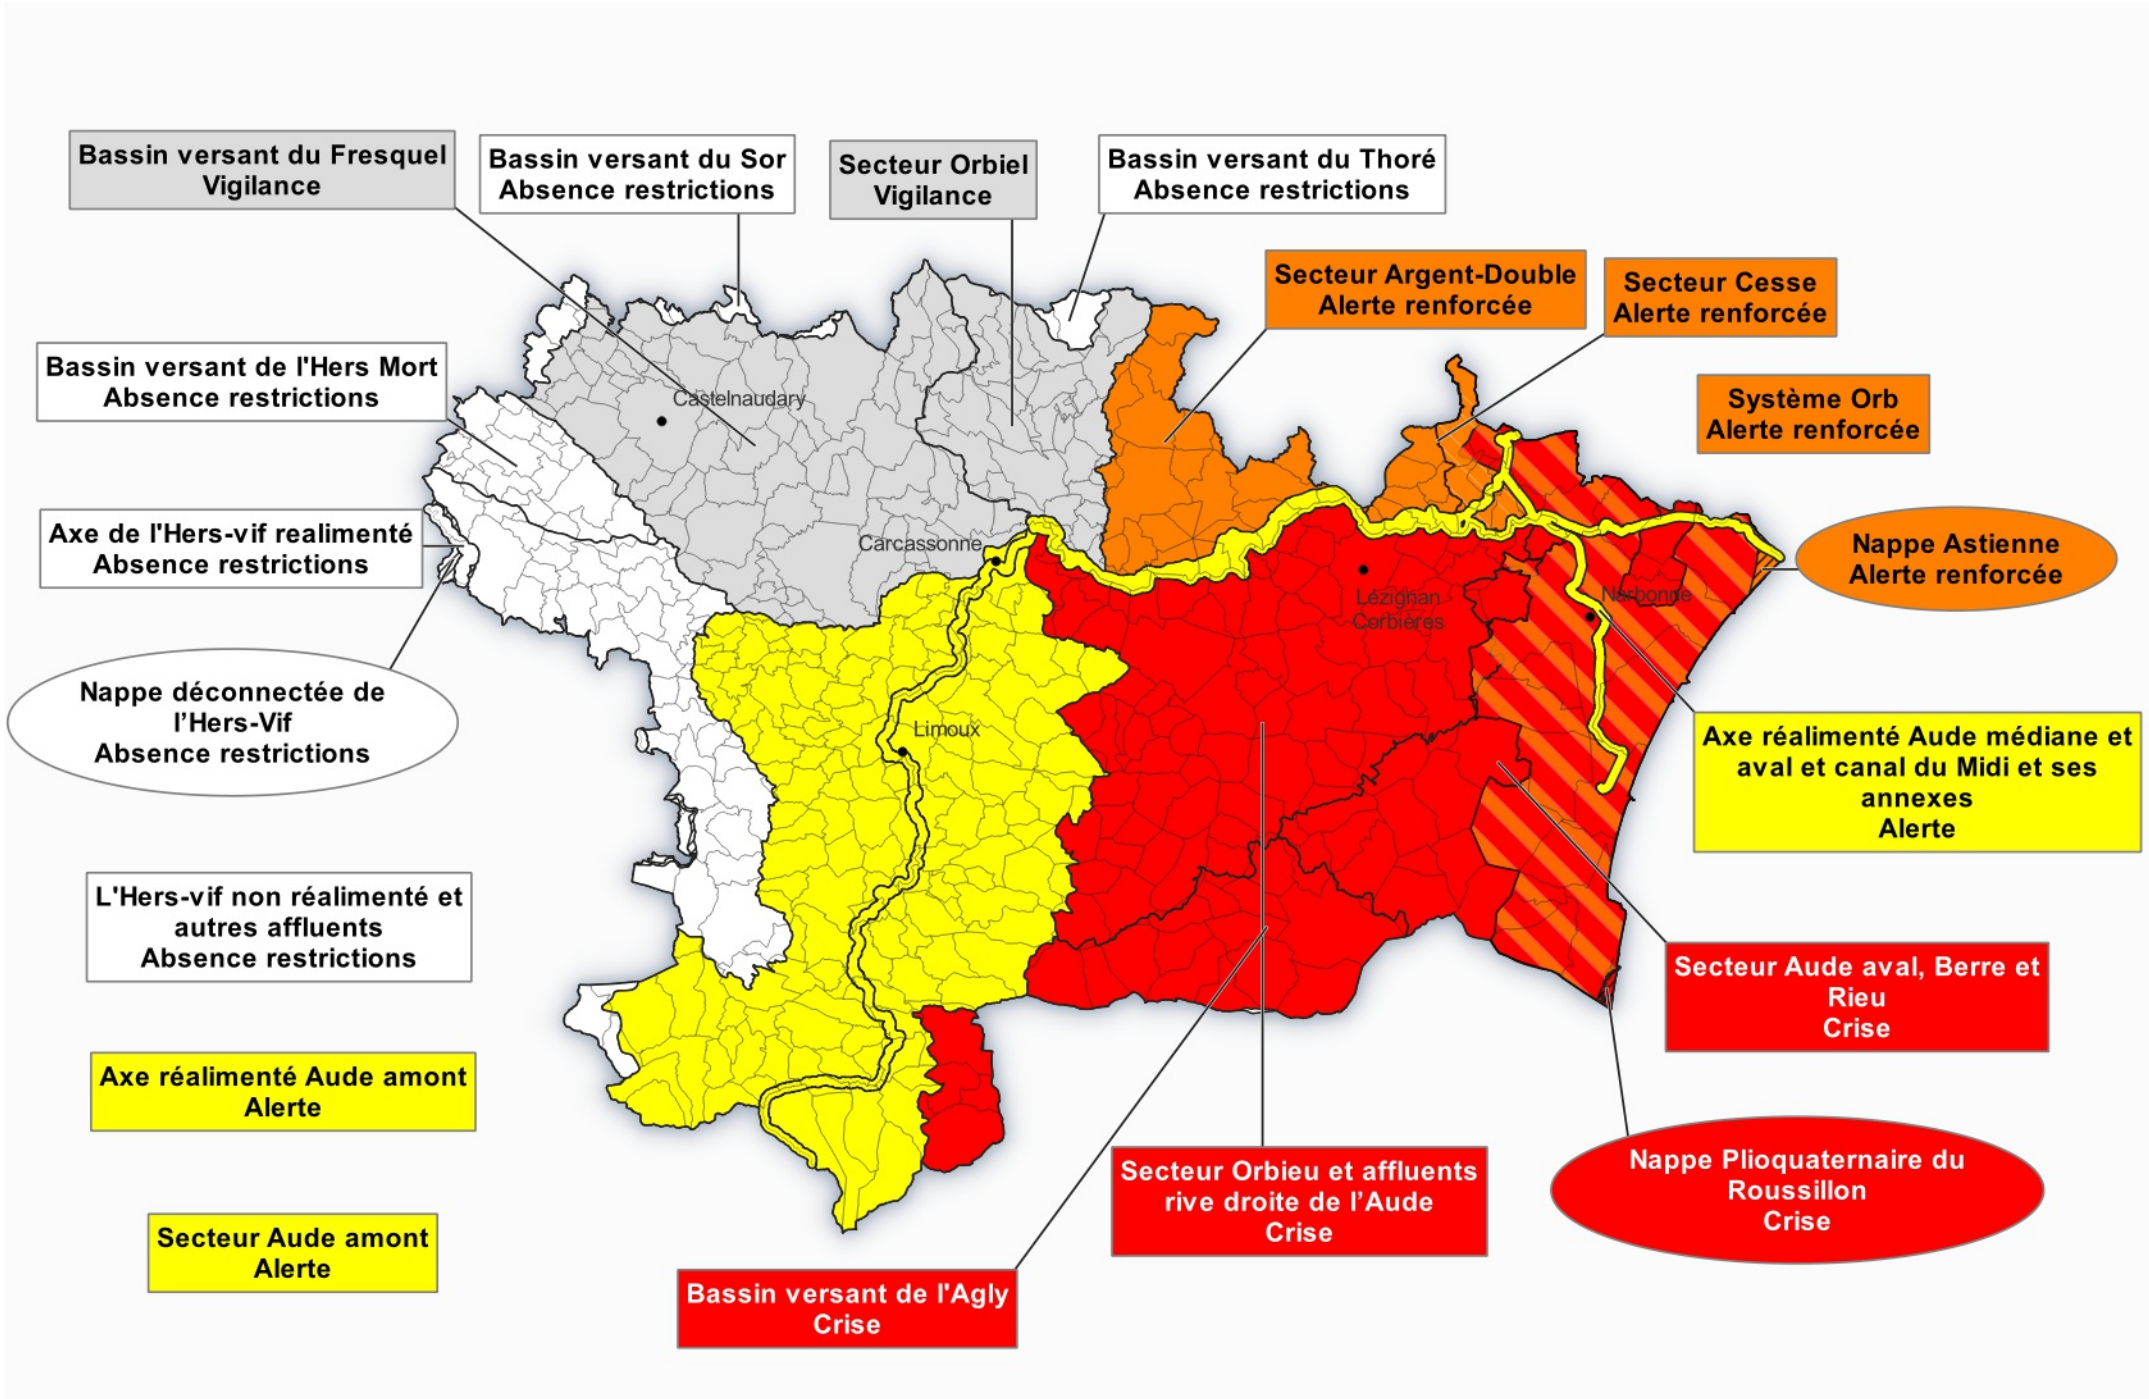 Bassin versant du Fresquel
Vigilance
Bassin versant du Sor
Absence restrictions
Secteur Orbiel
Vigilance
Bassin versant du Thoré
Absence restrictions
Secteur Argent-Double
Alerte renforcée
Secteur Cesse
Alerte renforcée
Bassin versant de l'Hers Mort
Absence restrictions
Système Orb
Alerte renforcée
Castelnaudary
Axe de l'Hers-vif realimenté
Absence restrictions
Carcassonne
Nappe Astienne
Alerte renforcée
Lézignan
Corbières
Narbonne
Nappe déconnectée de
l’Hers-Vif
Absence restrictions
Limoux
Axe réalimenté Aude médiane et
aval et canal du Midi et ses
annexes
Alerte
L'Hers-vif non réalimenté et
autres affluents
Absence restrictions
Secteur Aude aval, Berre et
Rieu
Crise
Axe réalimenté Aude amont
Alerte
Secteur Orbieu et affluents
rive droite de l’Aude
Crise
Nappe Plioquaternaire du
Roussillon
Crise
Secteur Aude amont
Alerte
Bassin versant de l'Agly
Crise